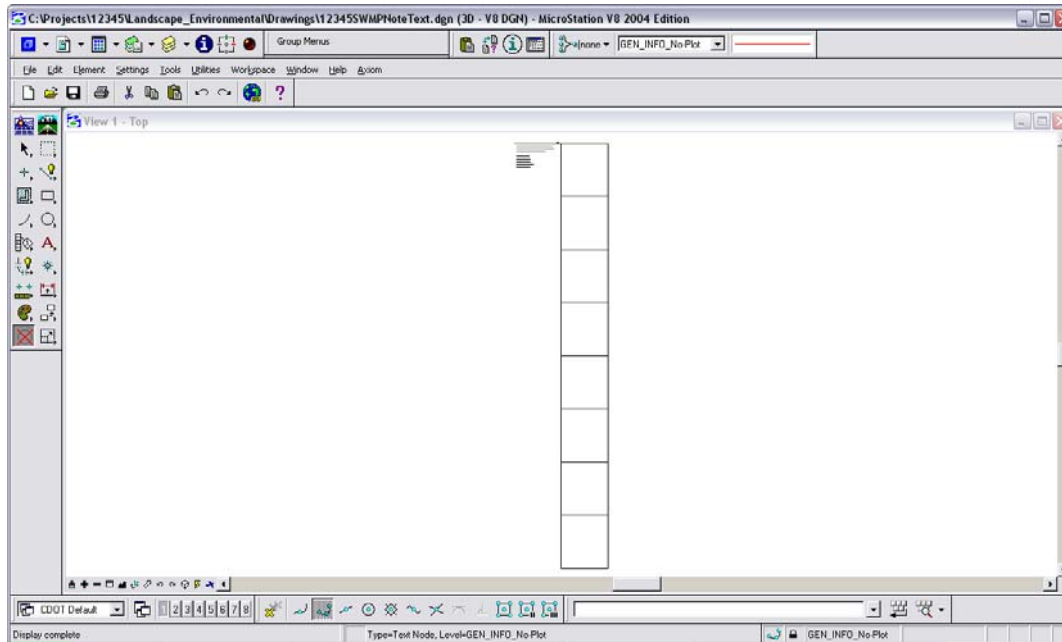 C:\Projects\12345\Landscape_Environmental\Drawings\12345SWMPNoteText.dgn (3D - V8 DGN) - MicroStation V8 2004 Edition
Group Menus
none
GEN_INFO_No-Plot
File Edit Element Settings Tools Utilities Workspace Window Help Axiom
View 1 - Top
CDOT Default
1 2 3 4 5 6 7 8
Display complete
Type=Text Node, Level=GEN_INFO_No-Plot
GEN_INFO_No-Plot